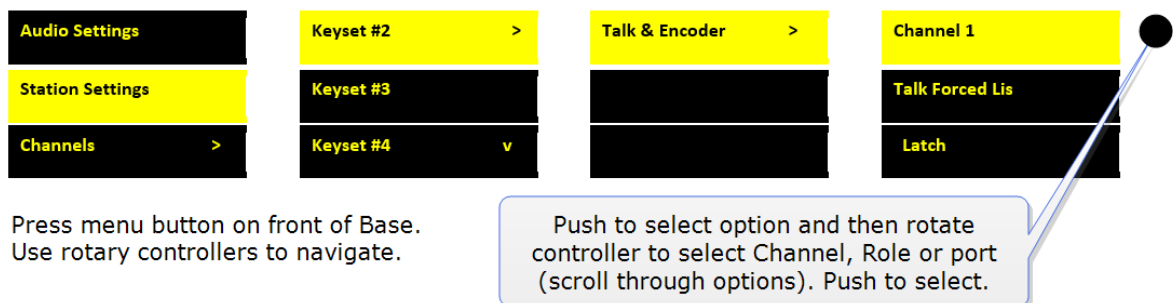 Audio Settings
Station Settings
Channels >
Keyset #2 >
Keyset #3
Keyset #4 v
Talk & Encoder >
Channel 1
Talk Forced Lis
Latch
Press menu button on front of Base.
Use rotary controllers to navigate.
Push to select option and then rotate
controller to select Channel, Role or port
(scroll through options). Push to select.